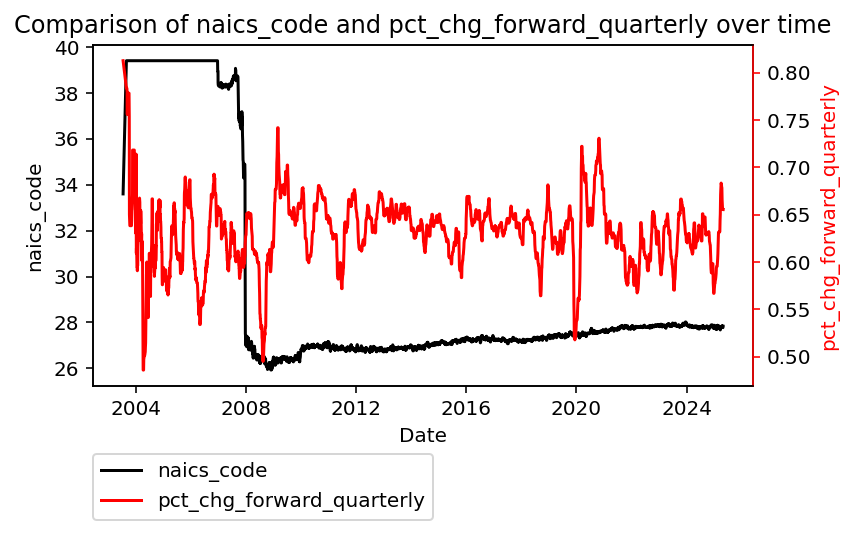 Comparison of naics_code and pct_chg_forward_quarterly over time
naics_code
40
38
36
34
32
30
28
26
0.80
0.75
0.70
0.65
0.60
0.55
0.50
pct_chg_forward_quarterly
2004 2008 2012 2016 2020 2024
Date
naics_code
pct_chg_forward_quarterly